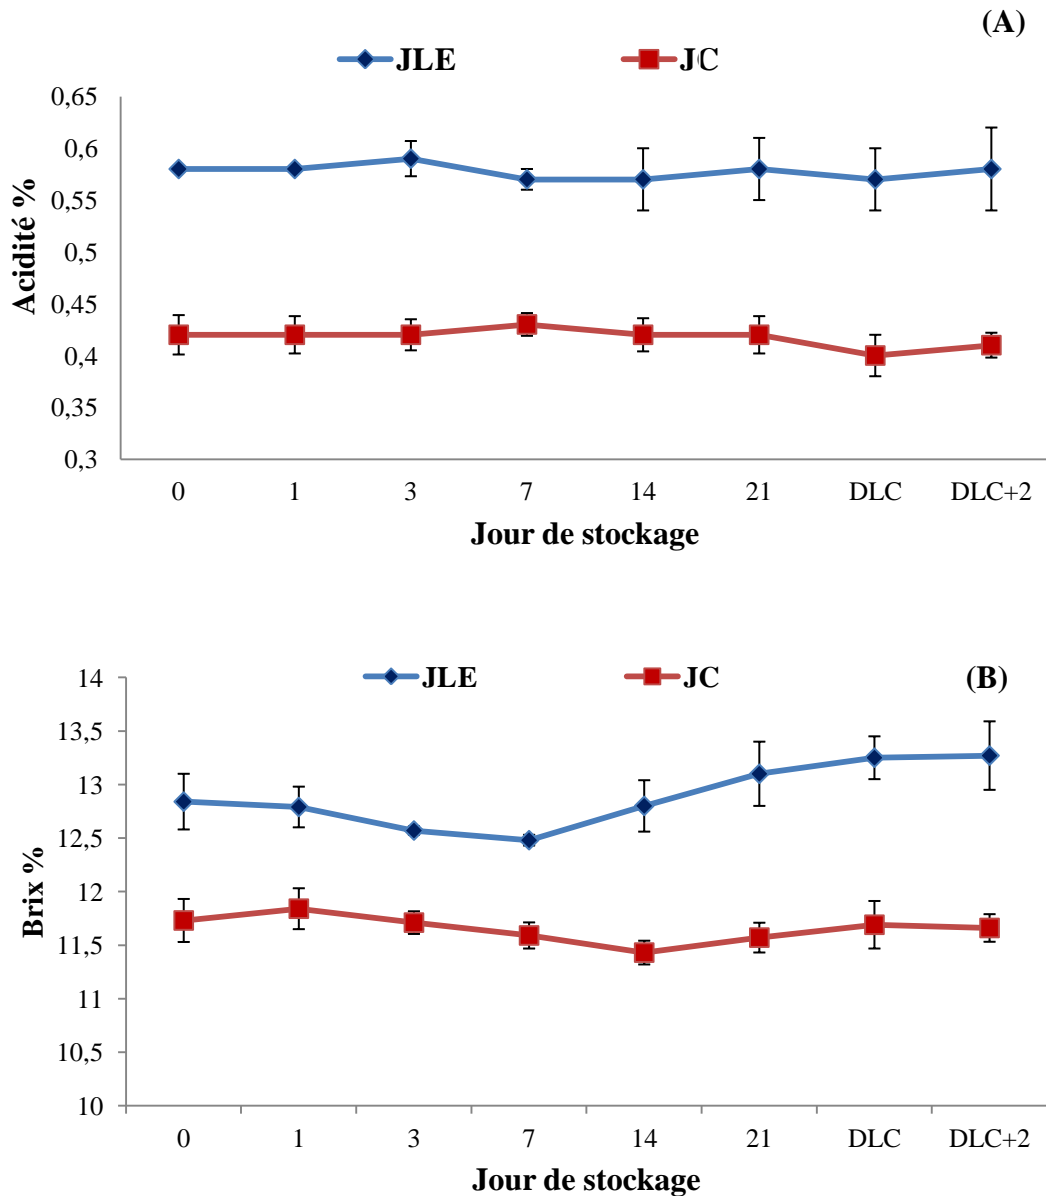 (A)
JLE JC
0,65
0,6
0,55
0,5
0,45
0,4
0,35
0,3
Acidité %
0 1 3 7 14 21 DLC DLC+2
Jour de stockage
JLE JC (B)
14
13,5
13
12,5
12
11,5
11
10,5
10
Brix %
0 1 3 7 14 21 DLC DLC+2
Jour de stockage